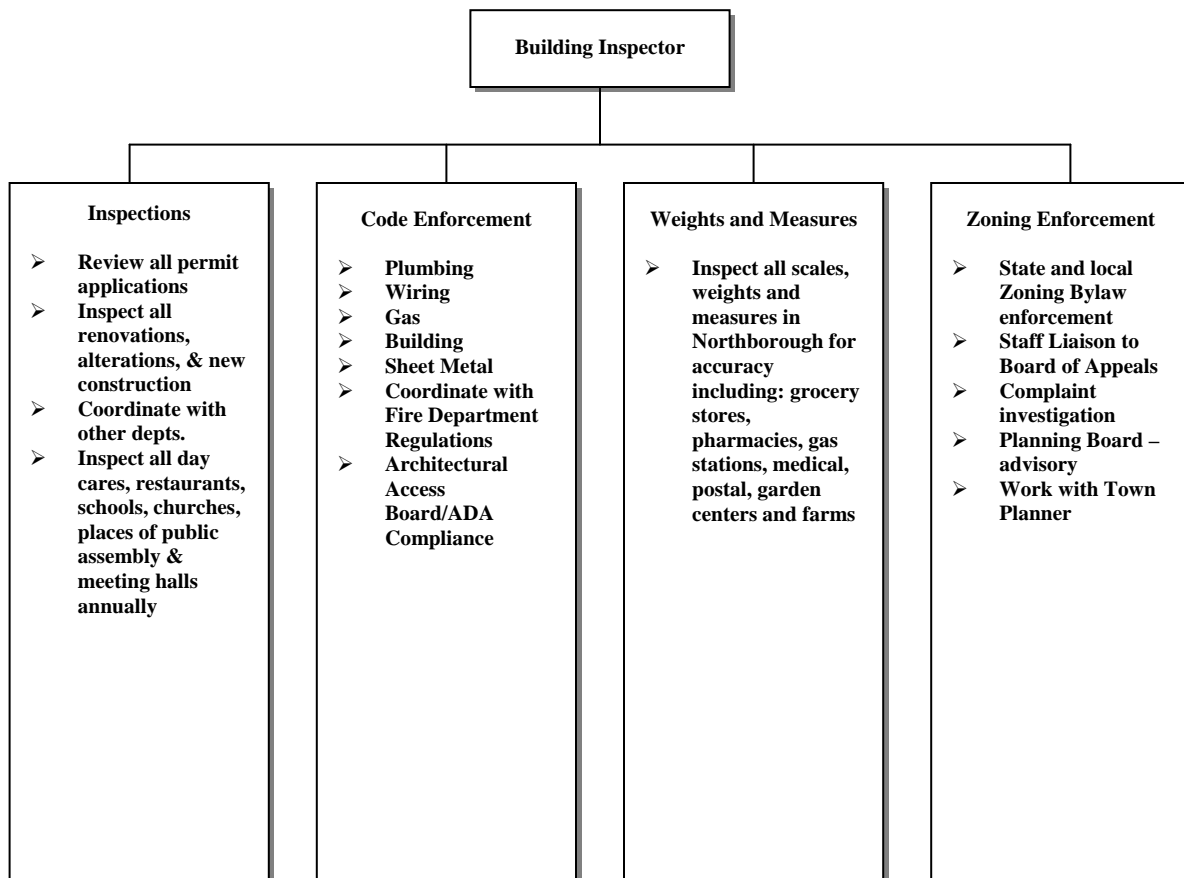 Building Inspector
Inspections
➢ Review all permit
applications
➢ Inspect all
renovations,
alterations, & new
construction
➢ Coordinate with
other depts.
➢ Inspect all day
cares, restaurants,
schools, churches,
places of public
assembly &
meeting halls
annually
Code Enforcement
➢ Plumbing
➢ Wiring
➢ Gas
➢ Building
➢ Sheet Metal
➢ Coordinate with
Fire Department
Regulations
➢ Architectural
Access
Board/ADA
Compliance
Weights and Measures
➢ Inspect all scales,
weights and
measures in
Northborough for
accuracy
including: grocery
stores,
pharmacies, gas
stations, medical,
postal, garden
centers and farms
Zoning Enforcement
➢ State and local
Zoning Bylaw
enforcement
➢ Staff Liaison to
Board of Appeals
➢ Complaint
investigation
➢ Planning Board –
advisory
➢ Work with Town
Planner